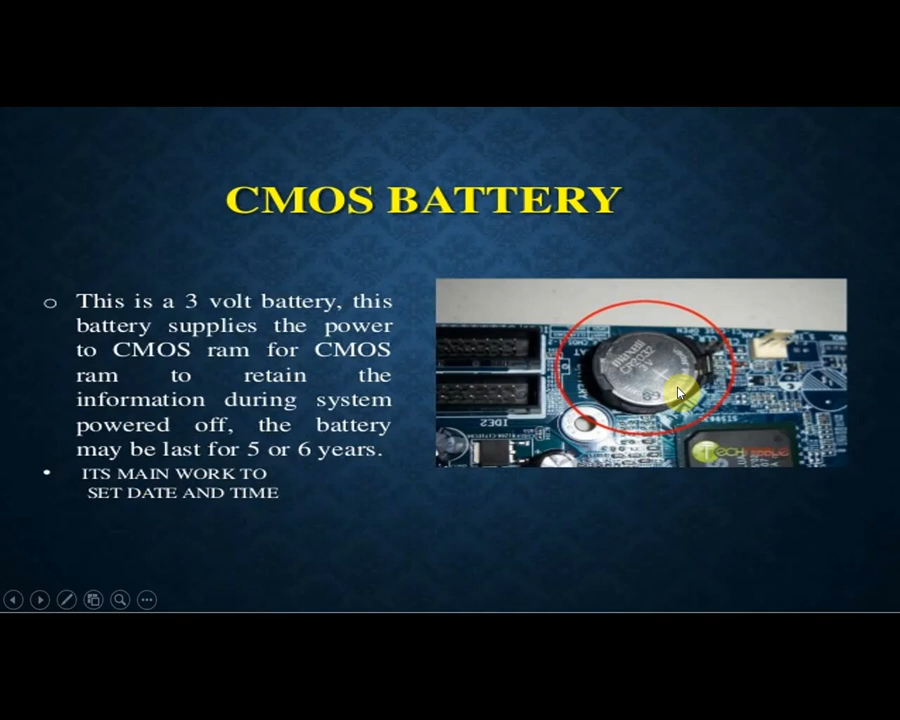 CMOS BATTERY
This is a 3 volt battery, this
battery supplies the power
to CMOS ram for CMOS
ram to retain the
information during system
powered off, the battery
may be last for 5 or 6 years.
ITS MAIN WORK TO
SET DATE AND TIME
maxell
CR2032
IDE2